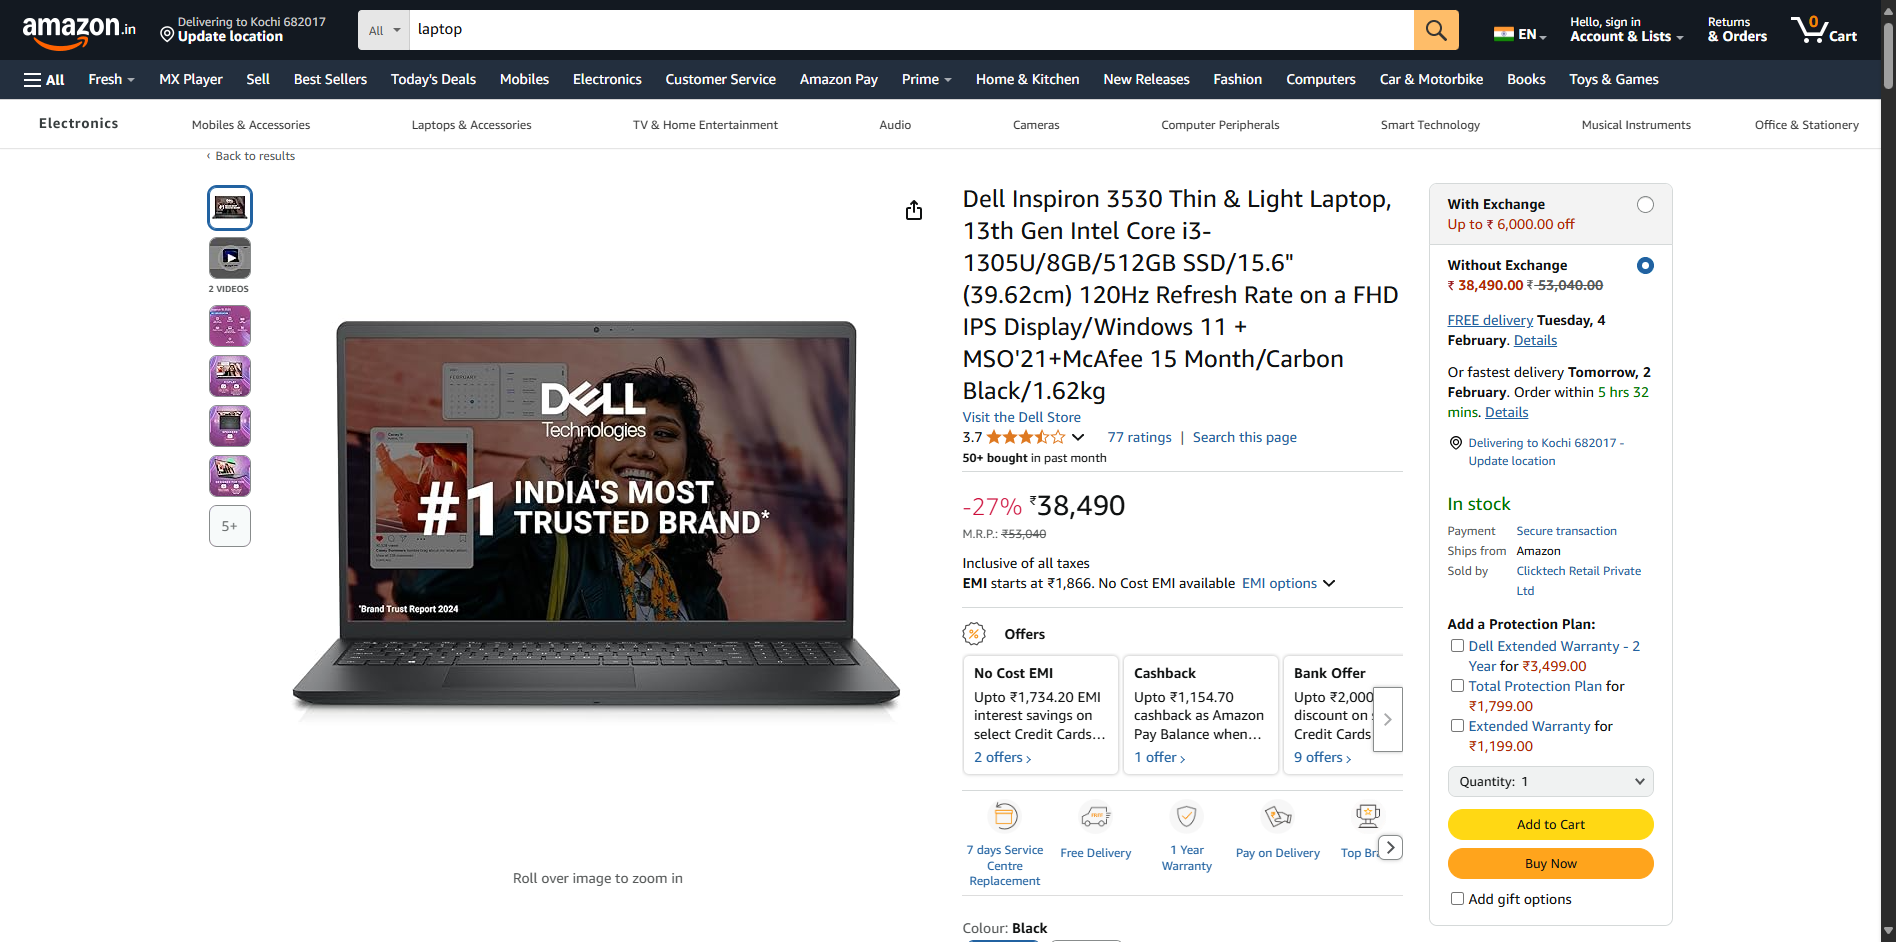 amazon.in
Delivering to Kochi 682017
Update location
All
laptop
EN
Hello, sign in
Account & Lists
Returns
& Orders
0
Cart
All
Fresh
MX Player
Sell
Best Sellers
Today's Deals
Mobiles
Electronics
Customer Service
Amazon Pay
Prime
Home & Kitchen
New Releases
Fashion
Computers
Car & Motorbike
Books
Toys & Games
Electronics
Mobiles & Accessories
Laptops & Accessories
TV & Home Entertainment
Audio
Cameras
Computer Peripherals
Smart Technology
Musical Instruments
Office & Stationery
‹ Back to results
2 VIDEOS
5+
DELL
Technologies
#1 INDIA'S MOST
TRUSTED BRAND*
*Brand Trust Report 2024
FEBRUARY
Roll over image to zoom in
Dell Inspiron 3530 Thin & Light Laptop,
13th Gen Intel Core i3-
1305U/8GB/512GB SSD/15.6"
(39.62cm) 120Hz Refresh Rate on a FHD
IPS Display/Windows 11 +
MSO'21+McAfee 15 Month/Carbon
Black/1.62kg
Visit the Dell Store
3.7
77 ratings | Search this page
50+ bought in past month
-27% ₹38,490
M.R.P.: ₹53,040
Inclusive of all taxes
EMI starts at ₹1,866. No Cost EMI available EMI options
Offers
No Cost EMI
Upto ₹1,734.20 EMI
interest savings on
select Credit Cards…
2 offers ›
Cashback
Upto ₹1,154.70
cashback as Amazon
Pay Balance when…
1 offer ›
Bank Offer
Upto ₹2,000
discount on
Credit Cards
9 offers ›
7 days Service
Centre
Replacement
FREE
Free Delivery
1 Year
Warranty
Pay on Delivery
Top Br
Colour: Black
With Exchange
Up to ₹ 6,000.00 off
Without Exchange
₹ 38,490.00 ₹ 53,040.00
FREE delivery Tuesday, 4
February. Details
Or fastest delivery Tomorrow, 2
February. Order within 5 hrs 32
mins. Details
Delivering to Kochi 682017 -
Update location
In stock
Payment Secure transaction
Ships from Amazon
Sold by Clicktech Retail Private
Ltd
Add a Protection Plan:
Dell Extended Warranty - 2
Year for ₹3,499.00
Total Protection Plan for
₹1,799.00
Extended Warranty for
₹1,199.00
Quantity: 1
Add to Cart
Buy Now
Add gift options